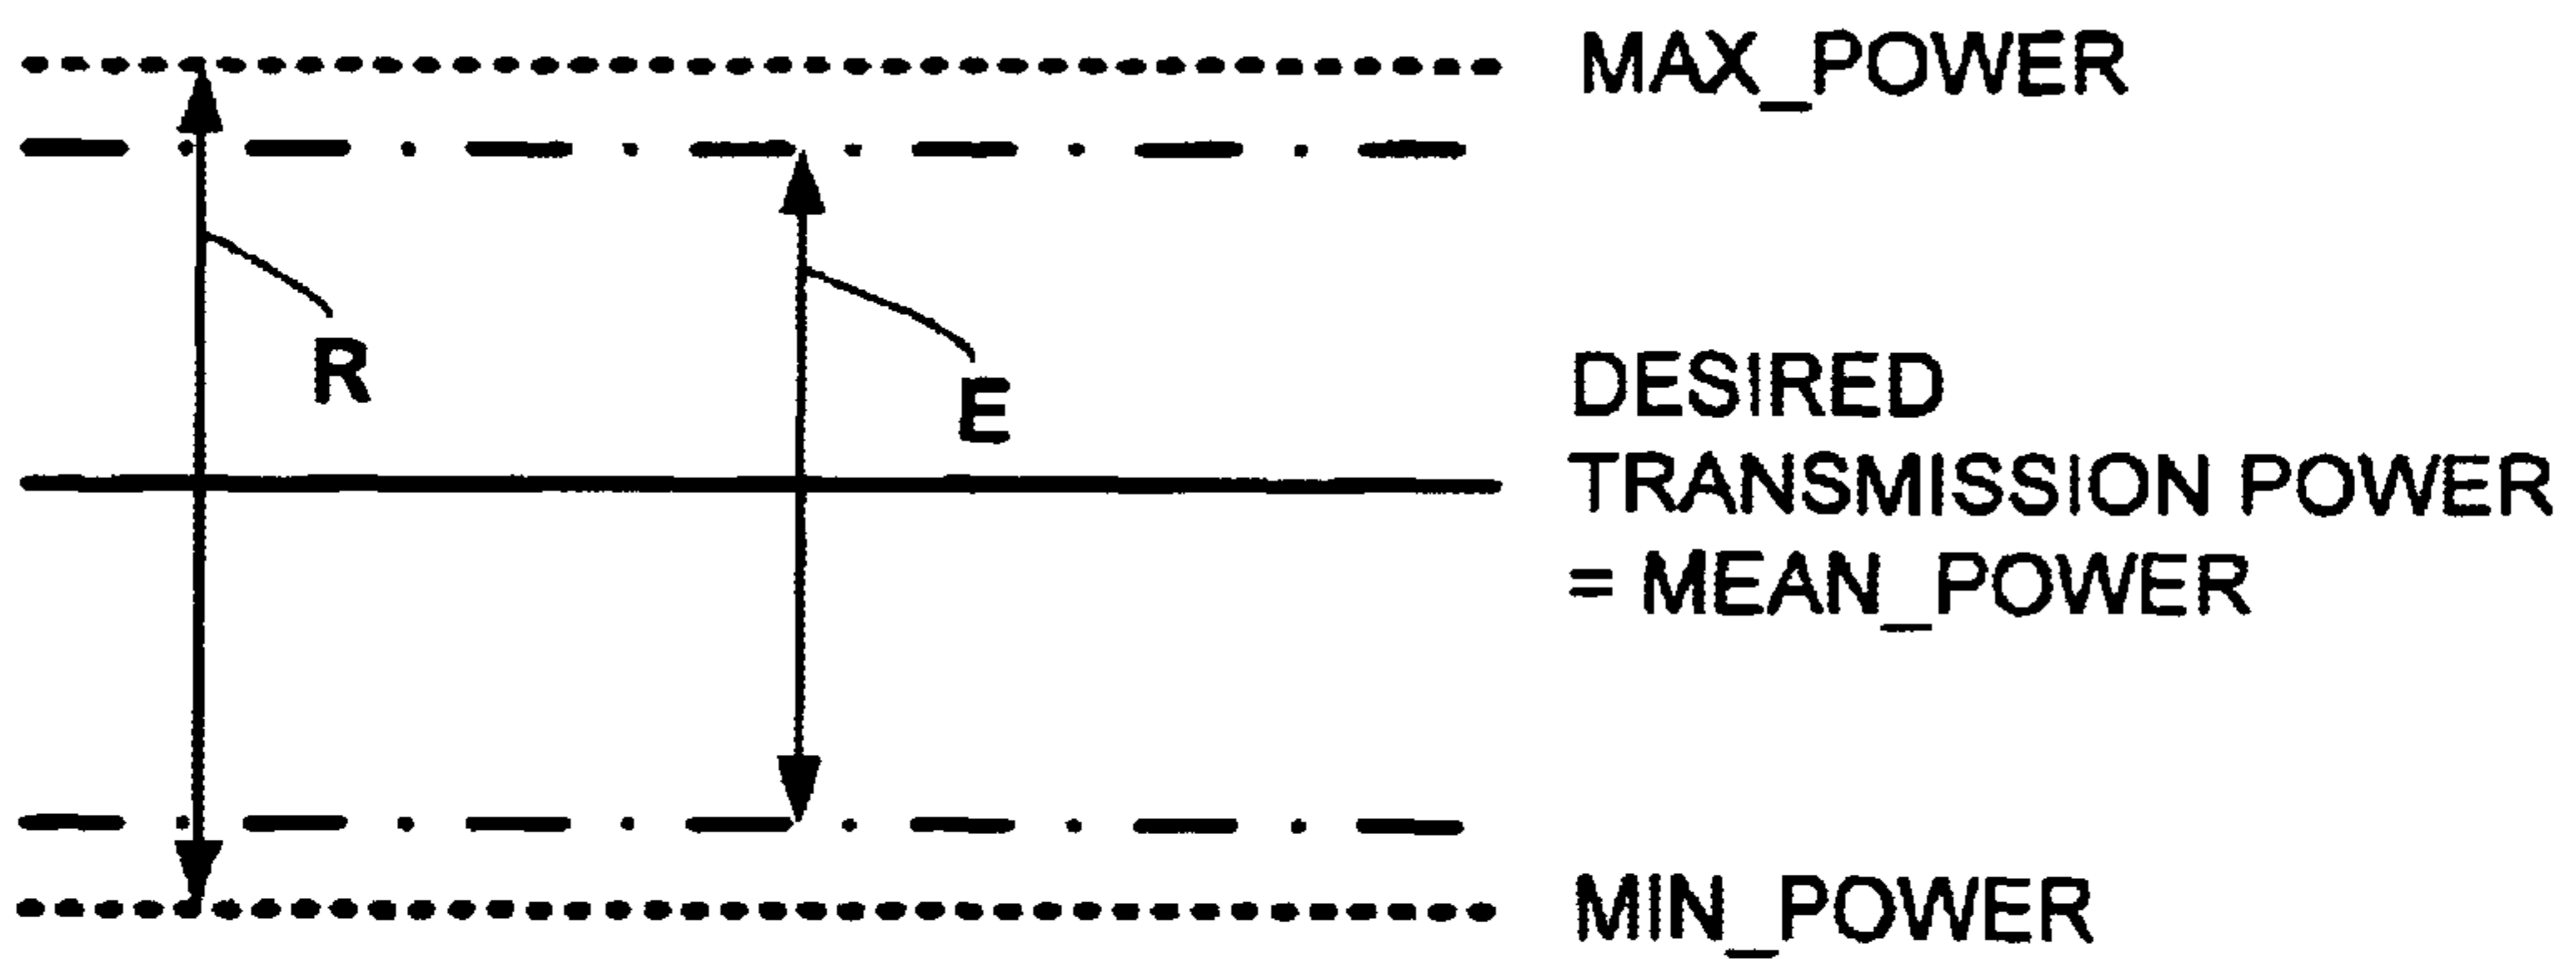 MAX_POWER
R
E
DESIRED
TRANSMISSION POWER
= MEAN_POWER
MIN_POWER